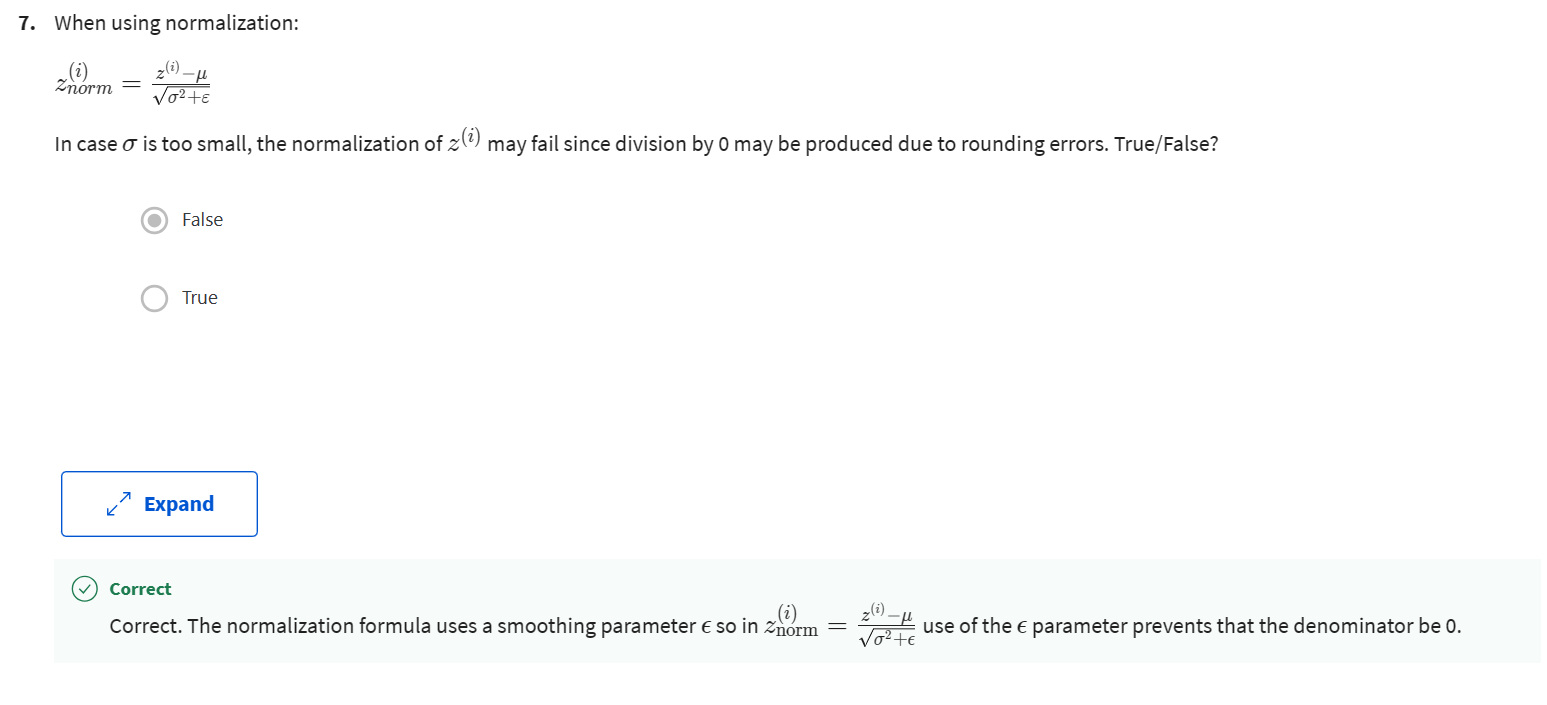 7. When using normalization:
z_norm^(i) = (z^(i) − μ) / √(σ² + ε)
In case σ is too small, the normalization of z^(i) may fail since division by 0 may be produced due to rounding errors. True/False?
False
True
Expand
Correct
Correct. The normalization formula uses a smoothing parameter ϵ so in z_norm^(i) = (z^(i) − μ) / √(σ² + ϵ) use of the ϵ parameter prevents that the denominator be 0.